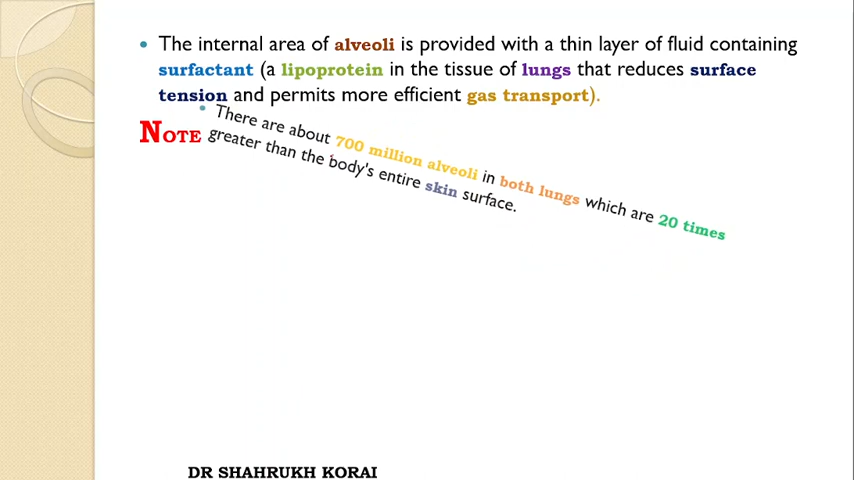 The internal area of alveoli is provided with a thin layer of fluid containing
surfactant (a lipoprotein in the tissue of lungs that reduces surface
tension and permits more efficient gas transport).
NOTE
There are about 700 million alveoli in both lungs which are 20 times
greater than the body's entire skin surface.
DR SHAHRUKH KORAI